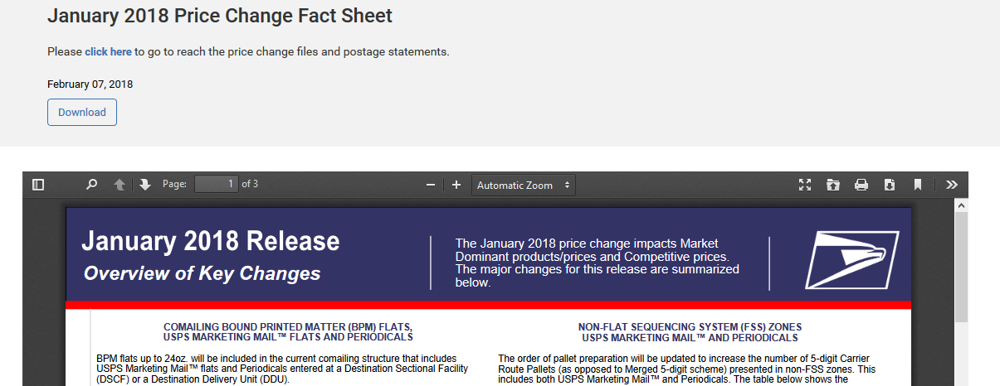 January 2018 Price Change Fact Sheet
Please click here to go to reach the price change files and postage statements.
February 07, 2018
Download
Page: 1 of 3
Automatic Zoom
January 2018 Release
Overview of Key Changes
The January 2018 price change impacts Market
Dominant products/prices and Competitive prices.
The major changes for this release are summarized
below.
COMAILING BOUND PRINTED MATTER (BPM) FLATS,
USPS MARKETING MAIL™ FLATS AND PERIODICALS
BPM flats up to 24oz. will be included in the current comailing structure that includes
USPS Marketing Mail™ flats and Periodicals entered at a Destination Sectional Facility
(DSCF) or a Destination Delivery Unit (DDU).
NON-FLAT SEQUENCING SYSTEM (FSS) ZONES
USPS MARKETING MAIL™ AND PERIODICALS
The order of pallet preparation will be updated to increase the number of 5-digit Carrier
Route Pallets (as opposed to Merged 5-digit scheme) presented in non-FSS zones. This
includes both USPS Marketing Mail™ and Periodicals. The table below shows the